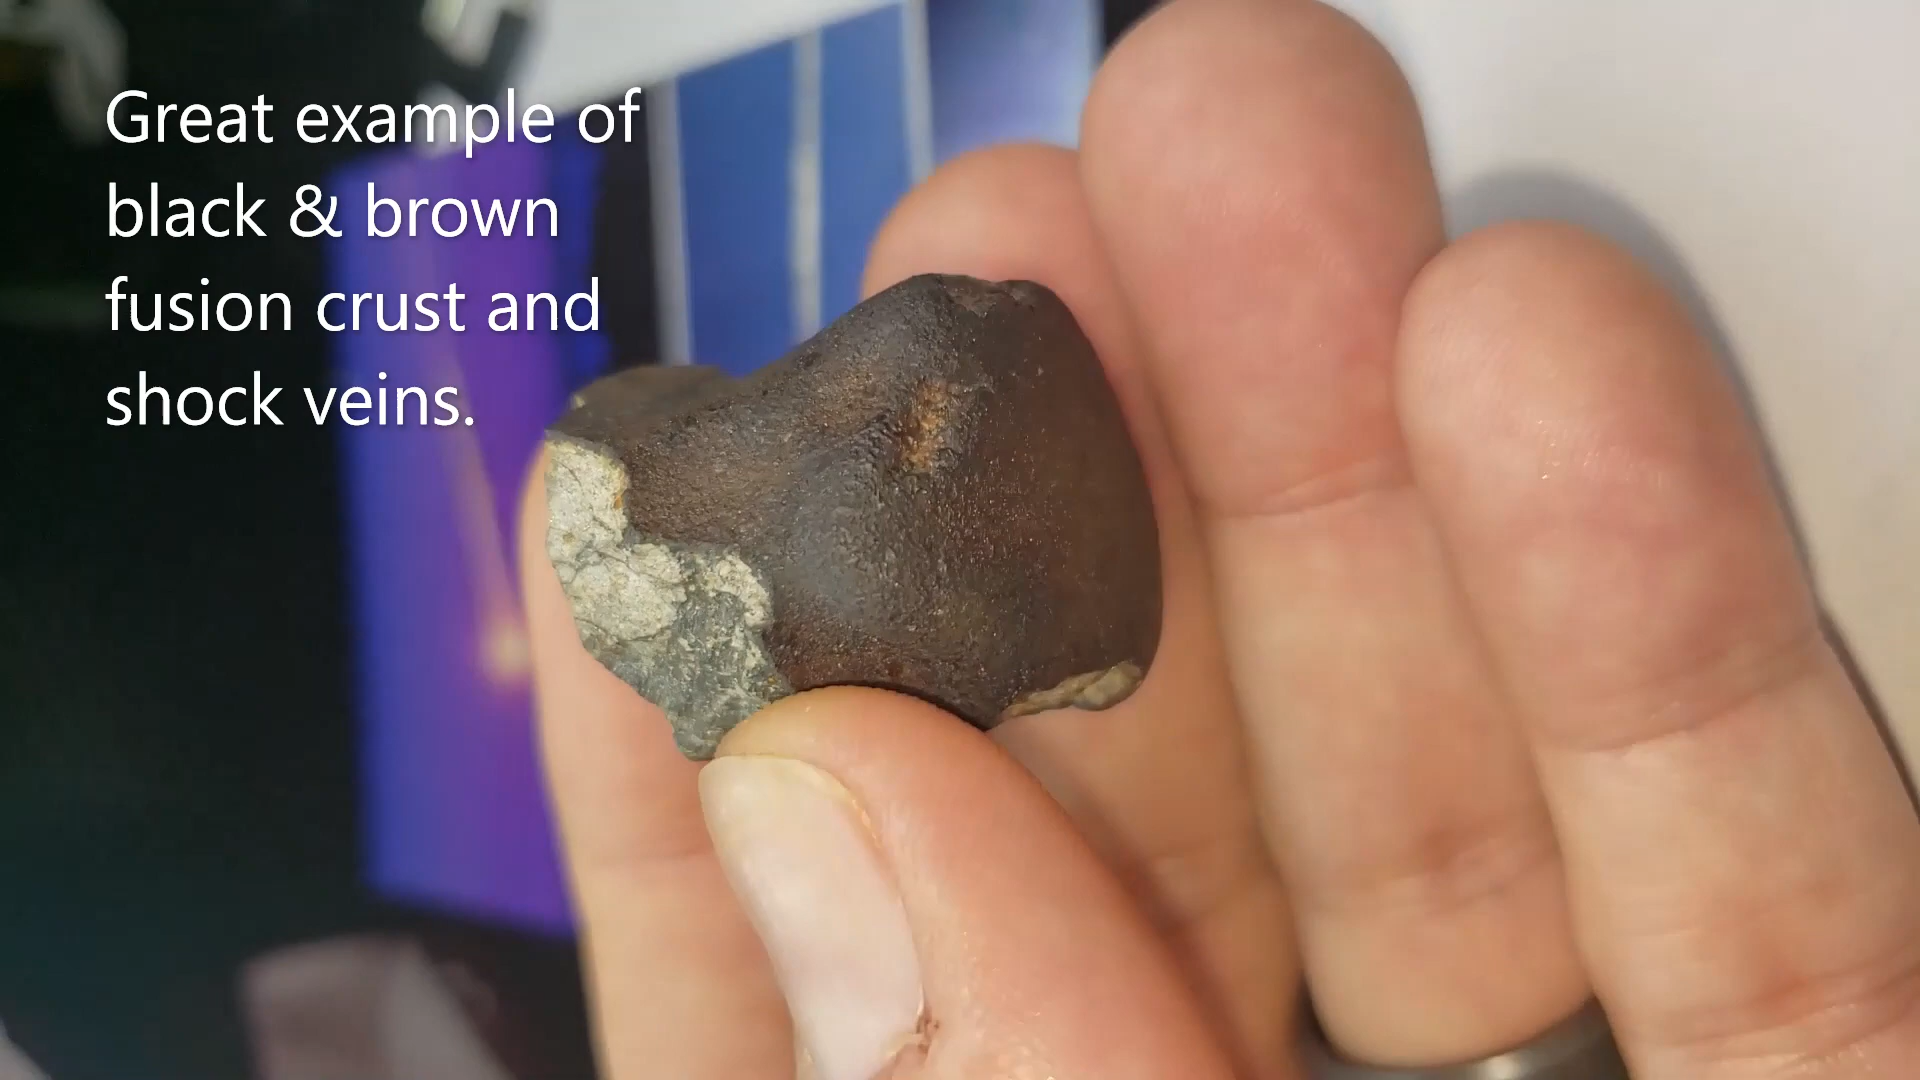 Great example of
black & brown
fusion crust and
shock veins.